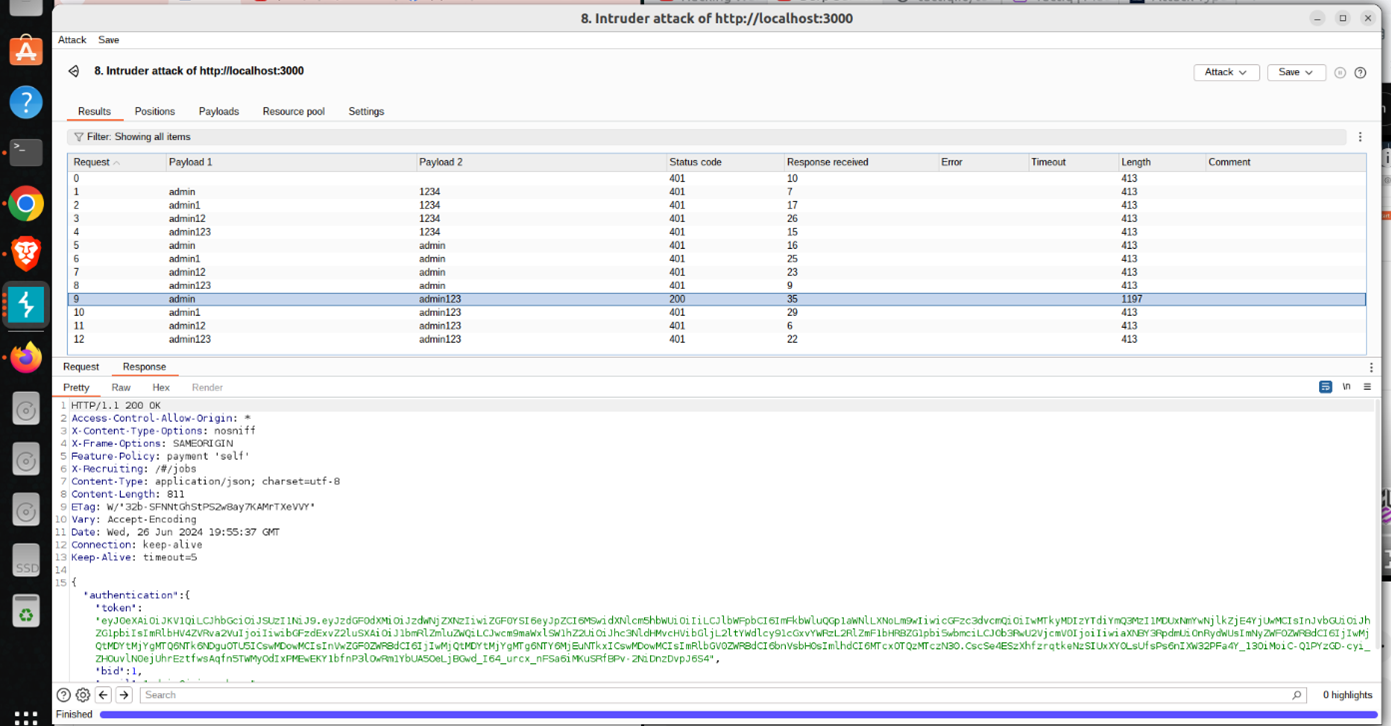 8. Intruder attack of http://localhost:3000
Attack Save
8. Intruder attack of http://localhost:3000
Attack Save
Results Positions Payloads Resource pool Settings
Filter: Showing all items
Request Payload 1 Payload 2 Status code Response received Error Timeout Length Comment
0 401 10 413
1 admin 1234 401 7 413
2 admin1 1234 401 17 413
3 admin12 1234 401 26 413
4 admin123 1234 401 15 413
5 admin admin 401 16 413
6 admin1 admin 401 25 413
7 admin12 admin 401 23 413
8 admin123 admin 401 9 413
9 admin admin123 200 35 1197
10 admin1 admin123 401 29 413
11 admin12 admin123 401 6 413
12 admin123 admin123 401 22 413
Request Response
Pretty Raw Hex Render
\n
1 HTTP/1.1 200 OK
2 Access-Control-Allow-Origin: *
3 X-Content-Type-Options: nosniff
4 X-Frame-Options: SAMEORIGIN
5 Feature-Policy: payment 'self'
6 X-Recruiting: /#/jobs
7 Content-Type: application/json; charset=utf-8
8 Content-Length: 811
9 ETag: W/"32b-SFNNtGhStPS2w8ay7KAMrTXeVVY"
10 Vary: Accept-Encoding
11 Date: Wed, 26 Jun 2024 19:55:37 GMT
12 Connection: keep-alive
13 Keep-Alive: timeout=5
14
15 {
"authentication":{
"token":
"bid":1,
Search 0 highlights
Finished
SSD